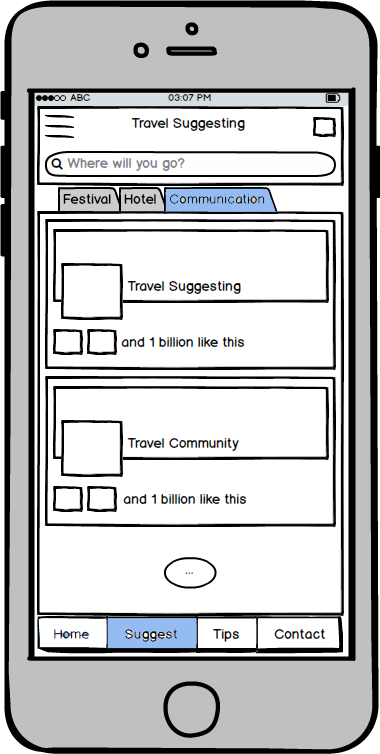 ABC 03:07 PM
Travel Suggesting
Where will you go?
Festival Hotel Communication
Travel Suggesting
and 1 billion like this
Travel Community
and 1 billion like this
...
Home Suggest Tips Contact